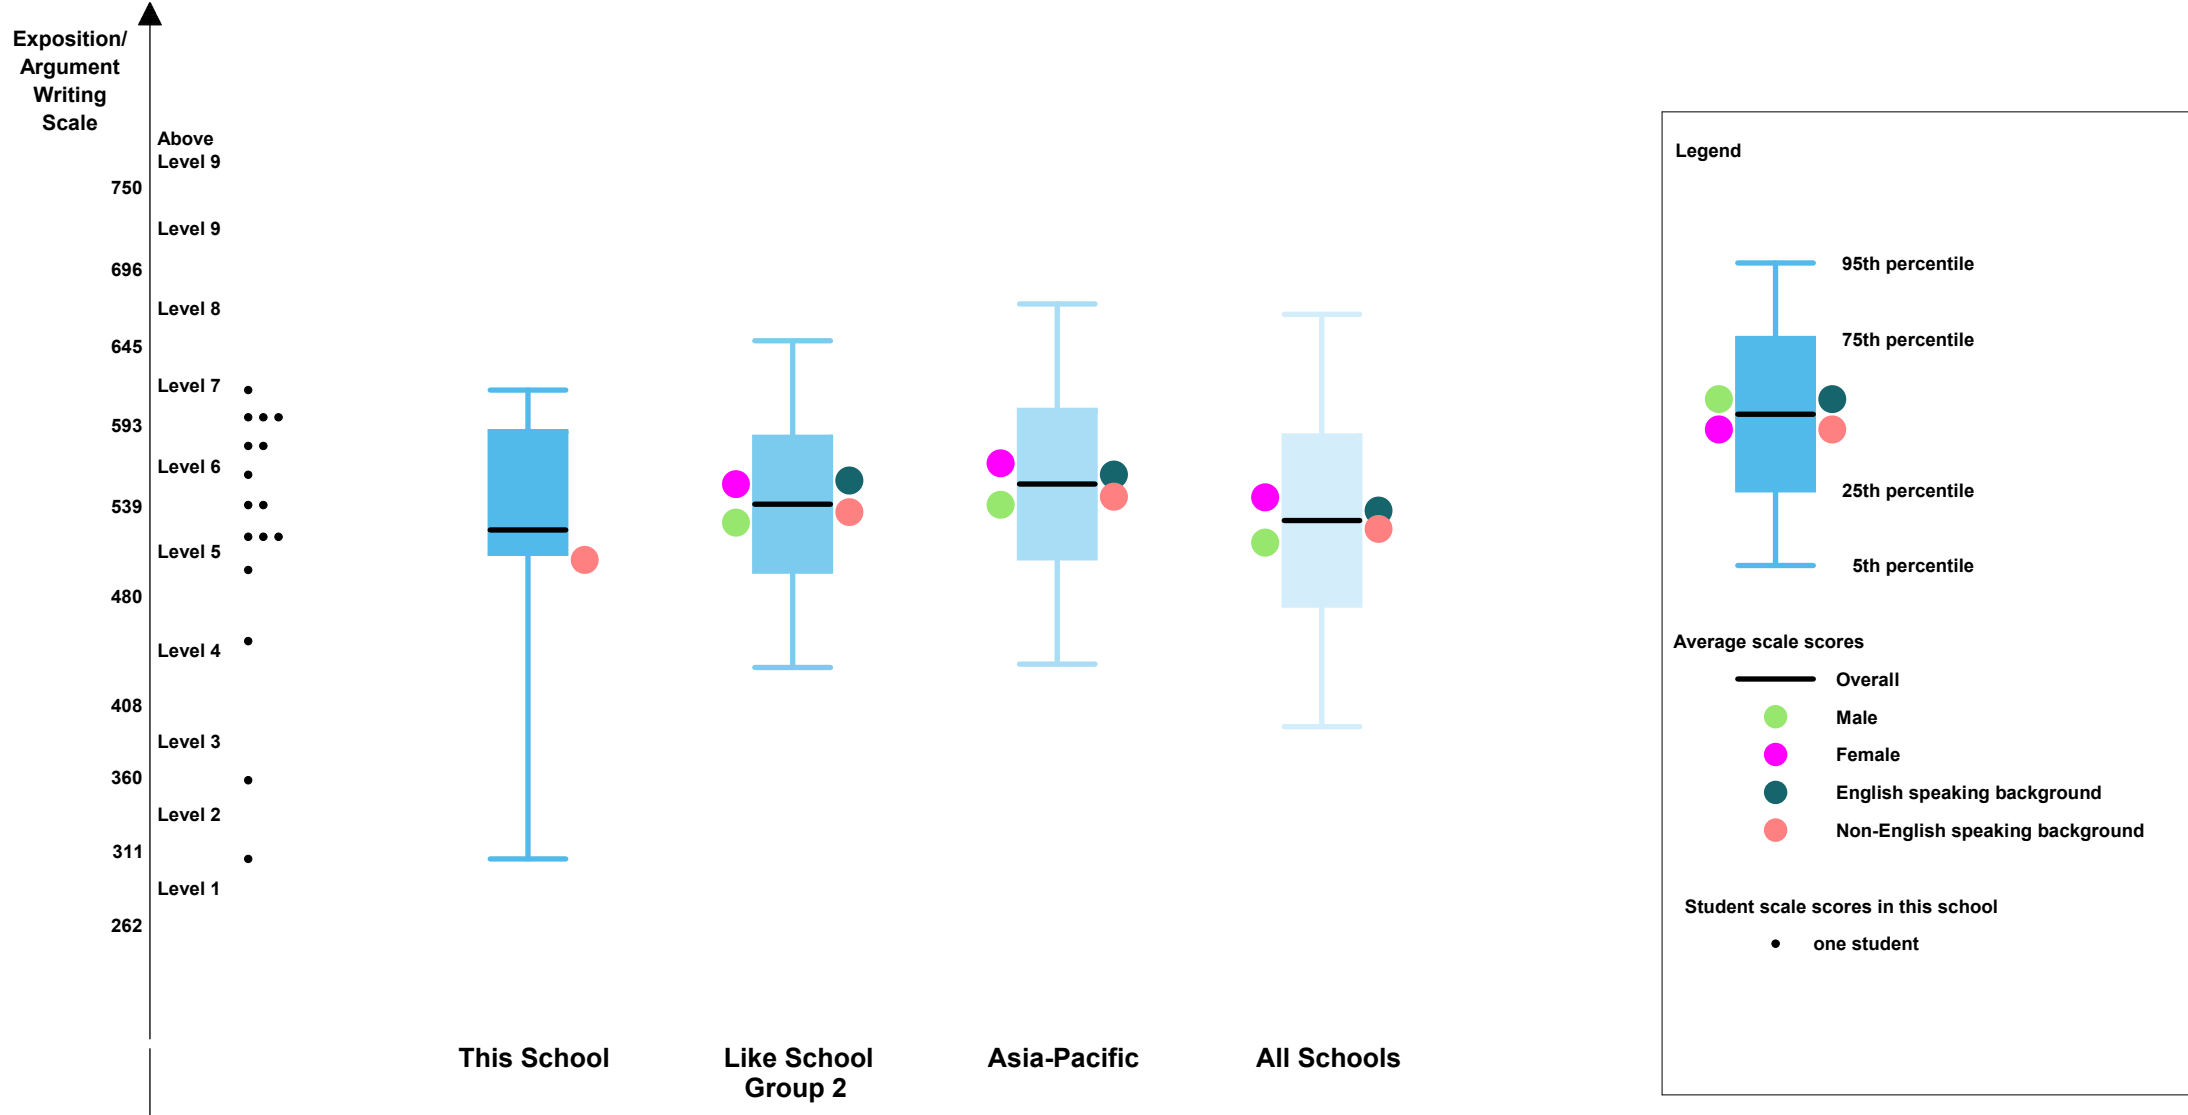 Exposition/
Argument
Writing
Scale
Above
Level 9
750
Level 9
696
Level 8
645
Level 7
593
Level 6
539
Level 5
480
Level 4
408
Level 3
360
Level 2
311
Level 1
262
This School
Like School
Group 2
Asia-Pacific
All Schools
Legend
95th percentile
75th percentile
25th percentile
5th percentile
Average scale scores
Overall
Male
Female
English speaking background
Non-English speaking background
Student scale scores in this school
one student